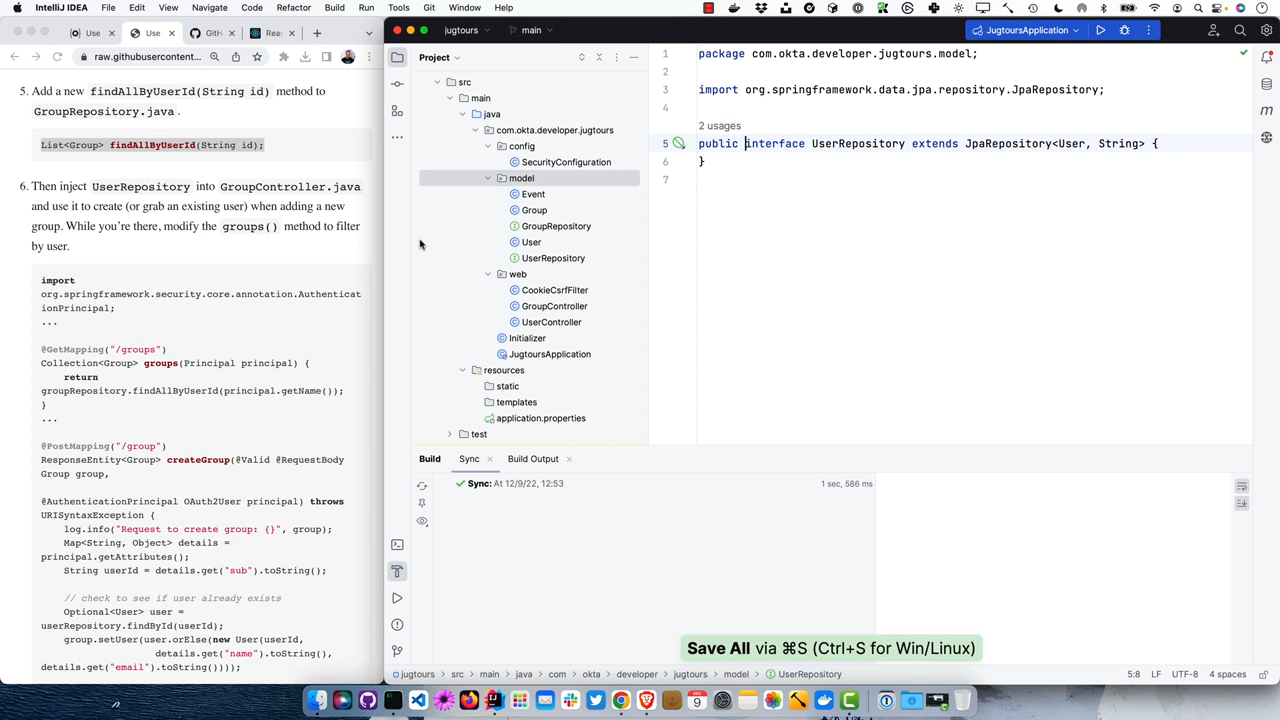 IntelliJ IDEA File Edit View Navigate Code Refactor Build Run Tools Git Window Help
Use
Use
GitH
Reac
raw.githubusercontent...
5. Add a new findAllByUserId(String id) method to
GroupRepository.java.
List<Group> findAllByUserId(String id);
6. Then inject UserRepository into GroupController.java
and use it to create (or grab an existing user) when adding a new
group. While you're there, modify the groups() method to filter
by user.
import
org.springframework.security.core.annotation.Authenticat
ionPrincipal;
...
@GetMapping("/groups")
Collection<Group> groups(Principal principal) {
return
groupRepository.findAllByUserId(principal.getName());
}
...
@PostMapping("/group")
ResponseEntity<Group> createGroup(@Valid @RequestBody
Group group,
@AuthenticationPrincipal OAuth2User principal) throws
URISyntaxException {
log.info("Request to create group: {}", group);
Map<String, Object> details =
principal.getAttributes();
String userId = details.get("sub").toString();
// check to see if user already exists
Optional<User> user =
userRepository.findById(userId);
group.setUser(user.orElse(new User(userId,
details.get("name").toString(),
details.get("email").toString())));
jugtours
main
JugtoursApplication
Project
src
main
java
com.okta.developer.jugtours
config
SecurityConfiguration
model
Event
Group
GroupRepository
User
UserRepository
web
CookieCsrfFilter
GroupController
UserController
Initializer
JugtoursApplication
resources
static
templates
application.properties
test
1 package com.okta.developer.jugtours.model;
2
3 import org.springframework.data.jpa.repository.JpaRepository;
4
2 usages
5 public interface UserRepository extends JpaRepository<User, String> {
6 }
7
Build Sync Build Output
Sync: At 12/9/22, 12:53 1 sec, 586 ms
Save All via ⌘S (Ctrl+S for Win/Linux)
jugtours > src > main > java > com > okta > developer > jugtours > model > UserRepository
5:8 LF UTF-8 4 spaces